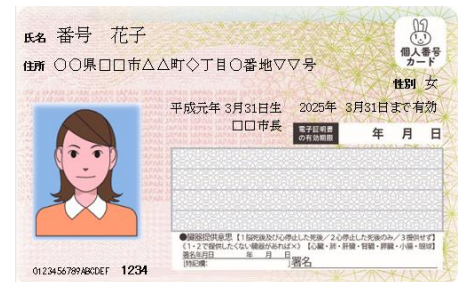 氏名 番号 花子
個人番号
カード
住所 〇〇県□□市△△町◇丁目〇番地▽▽号
性別 女
平成元年 3月31日生 2025年 3月31日まで有効
□□市長
電子証明書
の有効期限
年 月 日
●臓器提供意思【1脳死後及び心停止した死後/2心停止した死後のみ/3提供せず】
《1・2で提供したくない臓器があれば×》【心臓・肺・肝臓・腎臓・膵臓・小腸・眼球】
署名年月日 年 月 日
[特記欄: ]署名
0123456789ABCDEF 1234